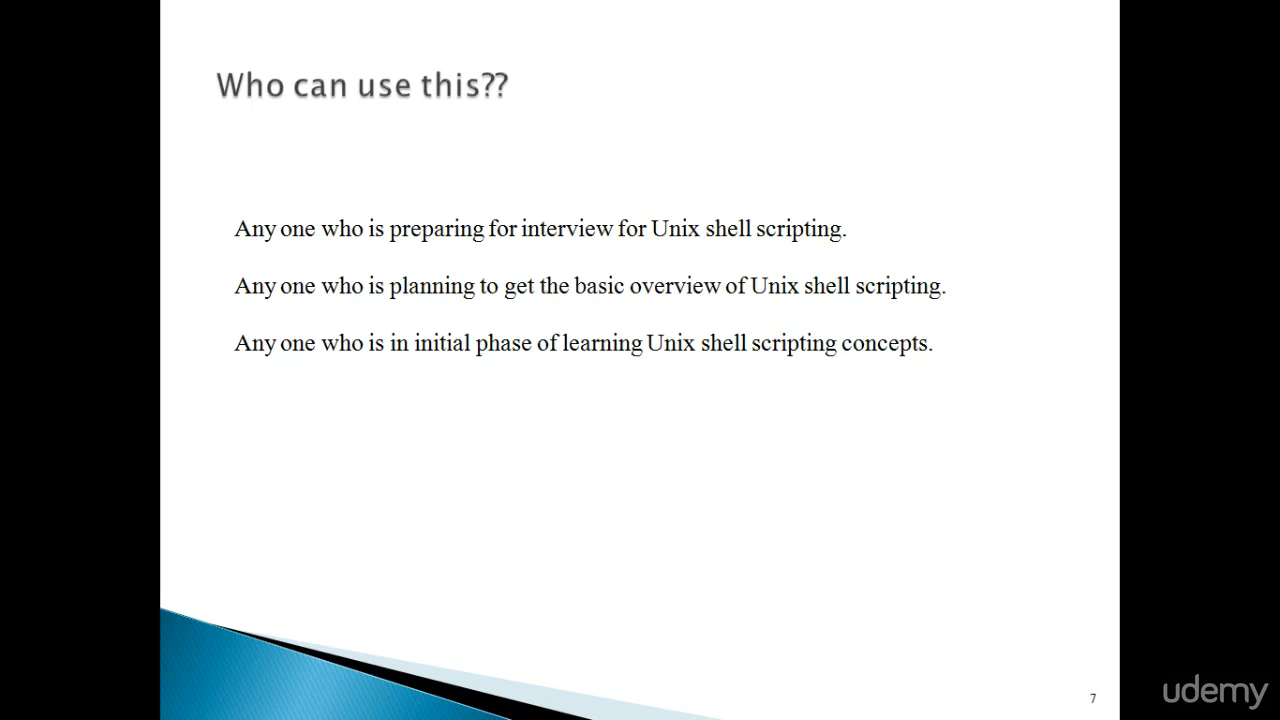 Who can use this??
Any one who is preparing for interview for Unix shell scripting.
Any one who is planning to get the basic overview of Unix shell scripting.
Any one who is in initial phase of learning Unix shell scripting concepts.
7
udemy